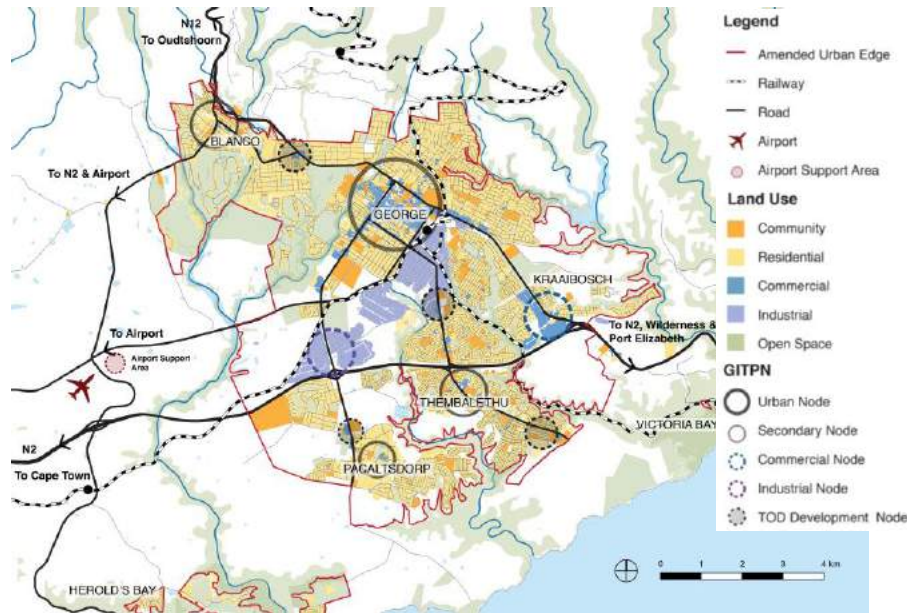 N12
To Oudtshoorn
BLANCO
To N2 & Airport
GEORGE
KRAAIBOSCH
To N2, Wilderness &
Port Elizabeth
To Airport
Airport Support
Area
THEMBALETHU
VICTORIA BAY
N2
To Cape Town
PACALTSDORP
HEROLD'S BAY
0 1 2 3 4 km
Legend
Amended Urban Edge
Railway
Road
Airport
Airport Support Area
Land Use
Community
Residential
Commercial
Industrial
Open Space
GITPN
Urban Node
Secondary Node
Commercial Node
Industrial Node
TOD Development Node